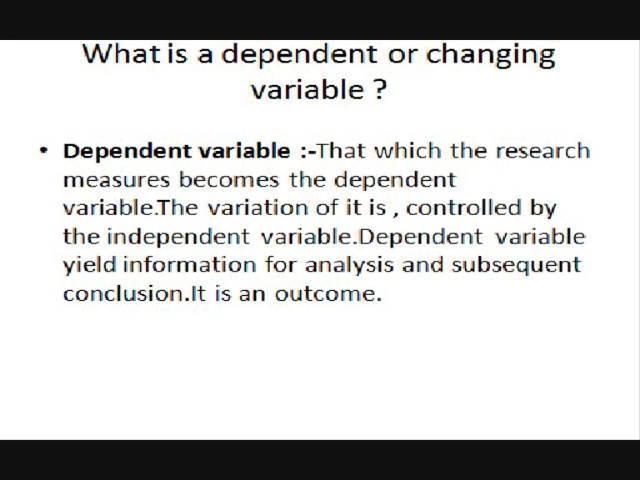 What is a dependent or changing
variable ?
• Dependent variable :-That which the research
measures becomes the dependent
variable.The variation of it is , controlled by
the independent variable.Dependent variable
yield information for analysis and subsequent
conclusion.It is an outcome.